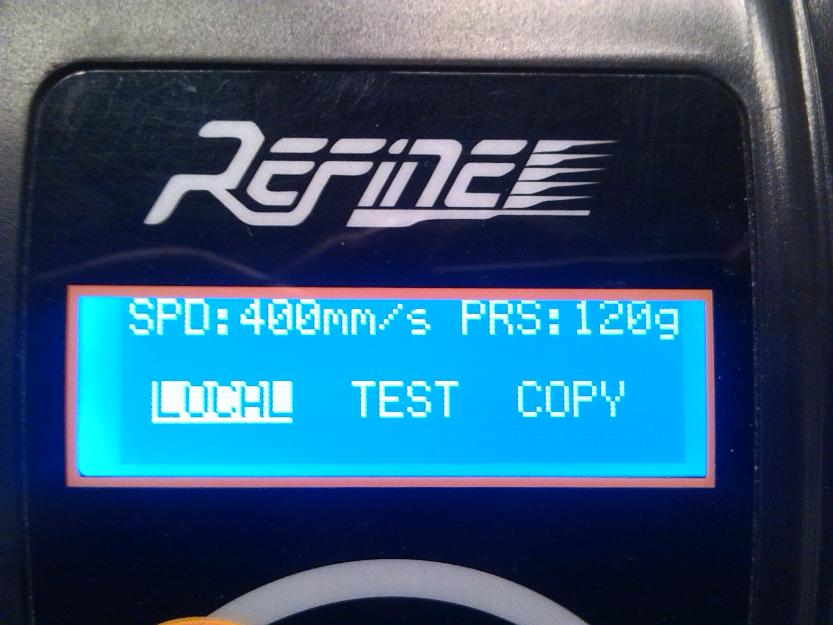 REFINE
SPD:400mm/s PRS:120g
LOCAL TEST COPY